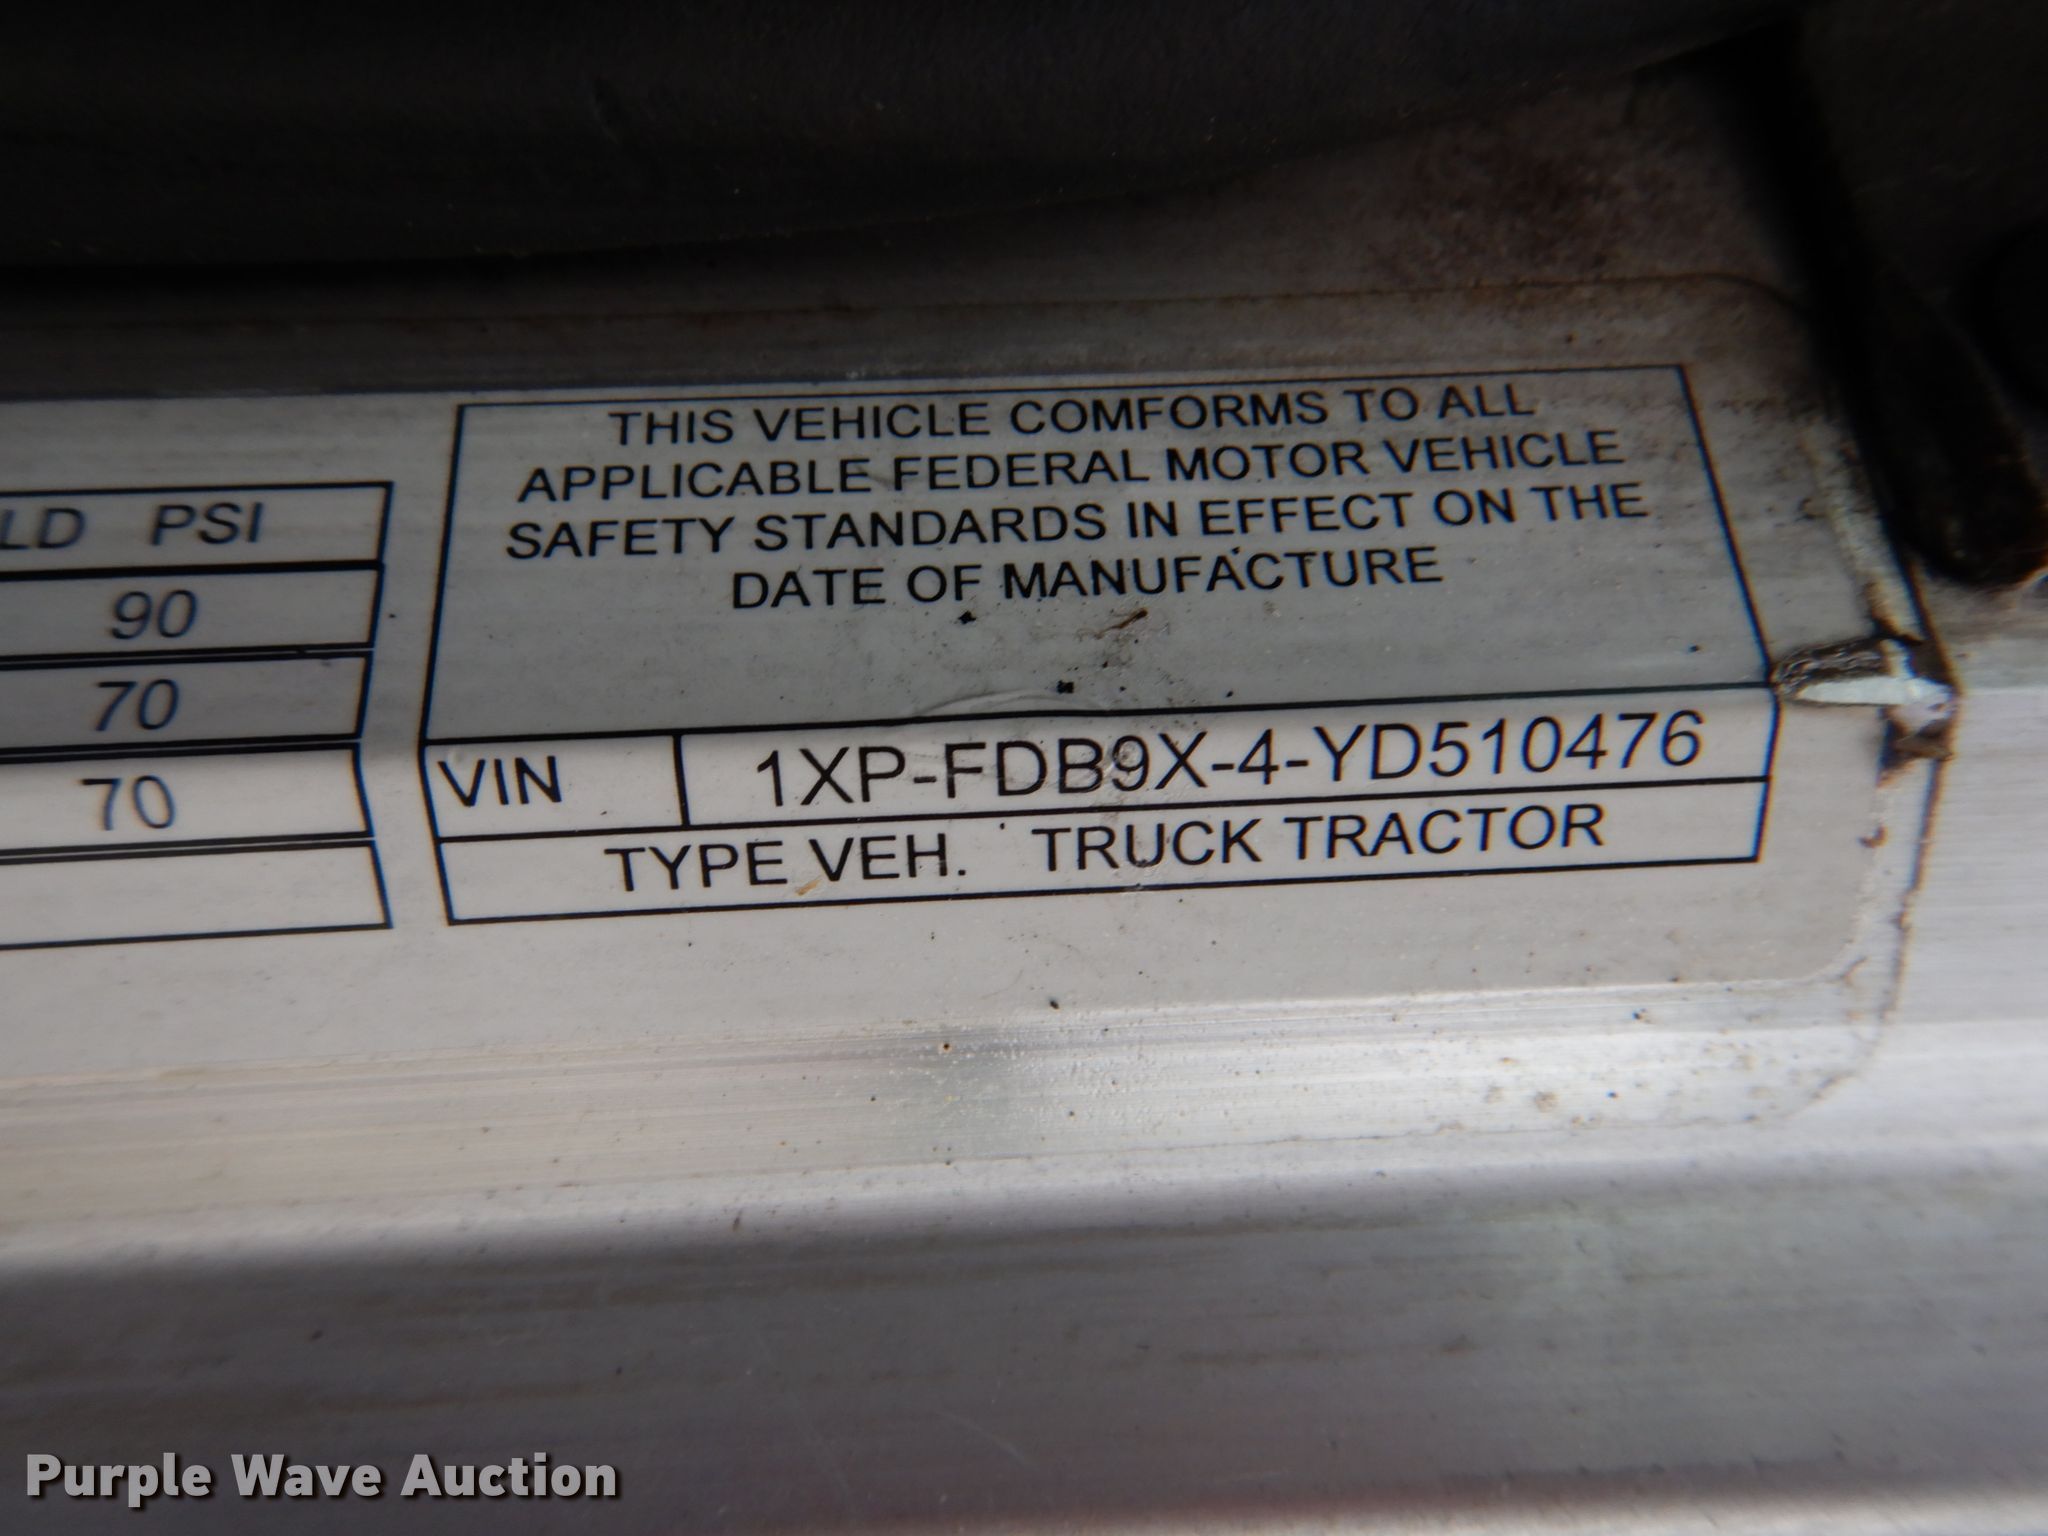 THIS VEHICLE COMFORMS TO ALL
APPLICABLE FEDERAL MOTOR VEHICLE
SAFETY STANDARDS IN EFFECT ON THE
DATE OF MANUFACTURE
LD PSI
90
70
70
VIN 1XP-FDB9X-4-YD510476
TYPE VEH. TRUCK TRACTOR
Purple Wave Auction